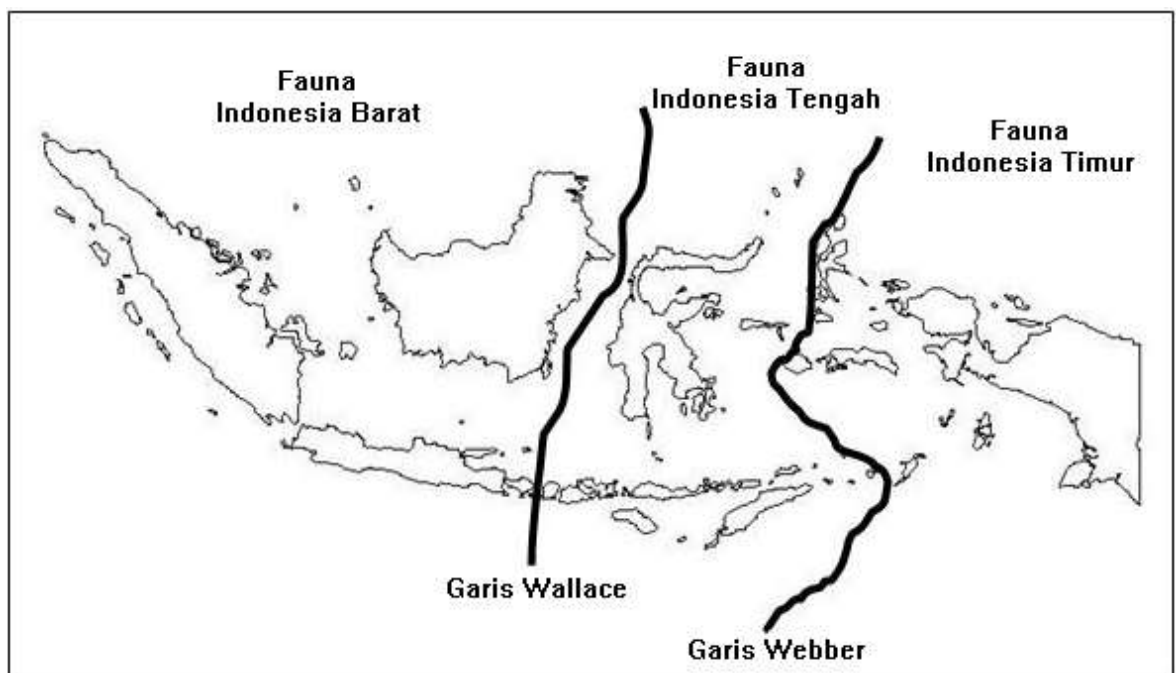 Fauna
Indonesia Barat
Fauna
Indonesia Tengah
Fauna
Indonesia Timur
Garis Wallace
Garis Webber